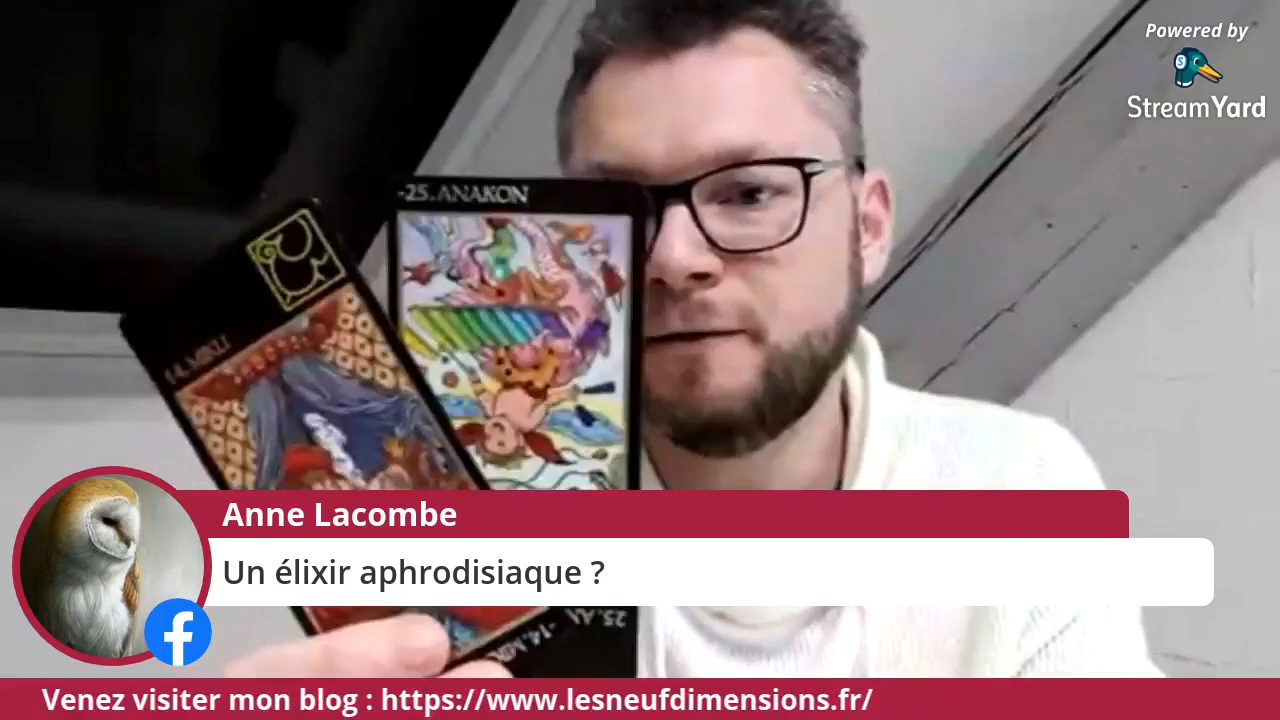 Powered by
StreamYard
-25.ANAKON
Anne Lacombe
Un élixir aphrodisiaque ?
Venez visiter mon blog : https://www.lesneufdimensions.fr/